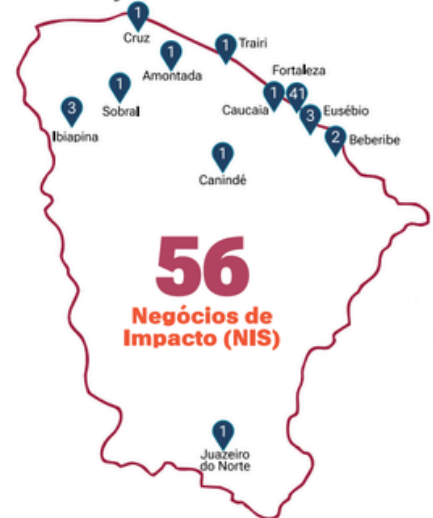 1
Cruz
1
Amontada
1
Trairi
Fortaleza
1
Sobral
1
Caucaia
41
3
Eusébio
3
Ibiapina
2
Beberibe
1
Canindé
56
Negócios de
Impacto (NIS)
1
Juazeiro
do Norte